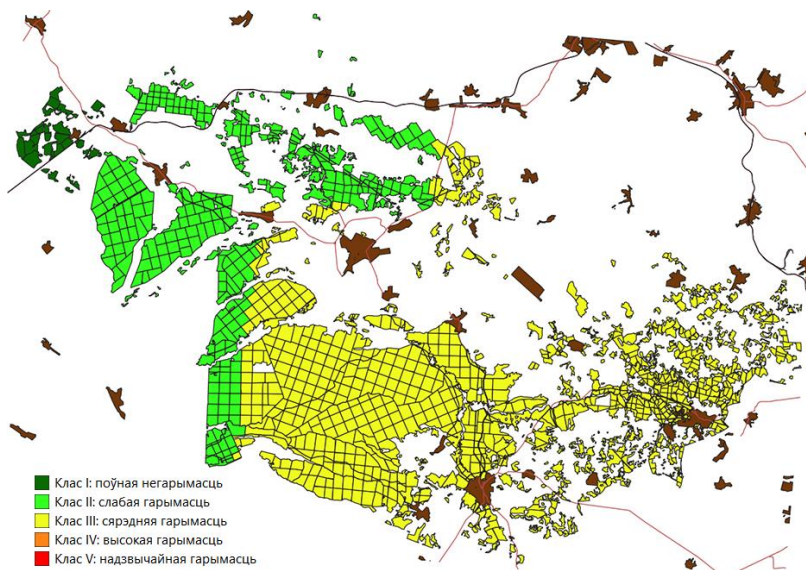 Клас I: поўная негарымасць
Клас II: слабая гарымасць
Клас III: сярэдняя гарымасць
Клас IV: высокая гарымасць
Клас V: надзвычайная гарымасць